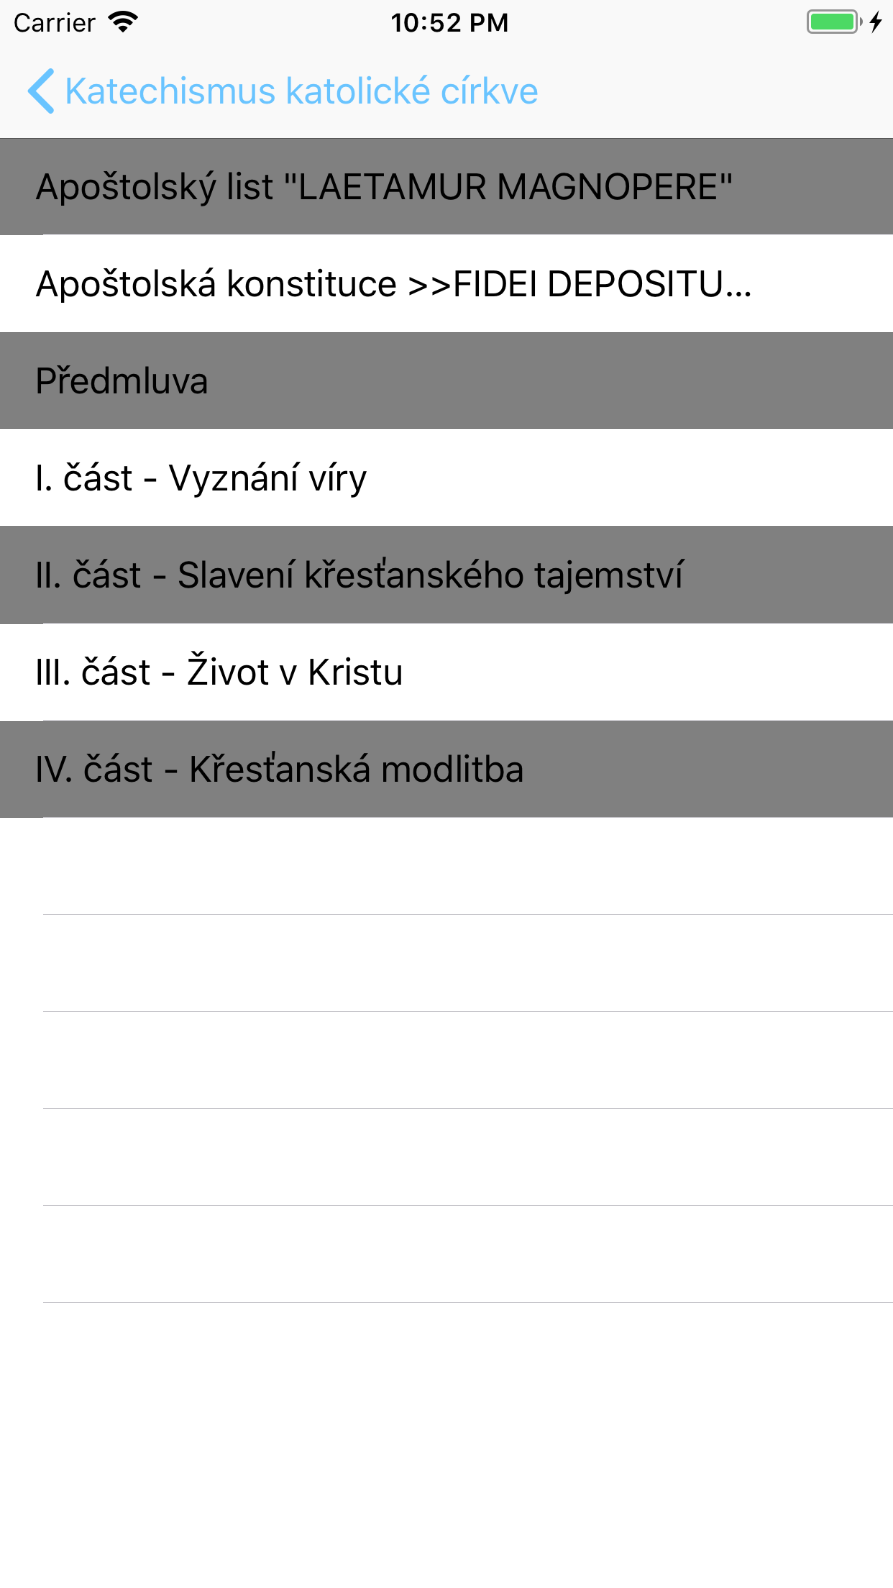 Carrier
10:52 PM
Katechismus katolické církve
Apoštolský list "LAETAMUR MAGNOPERE"
Apoštolská konstituce >>FIDEI DEPOSITU...
Předmluva
I. část - Vyznání víry
II. část - Slavení křesťanského tajemství
III. část - Život v Kristu
IV. část - Křesťanská modlitba